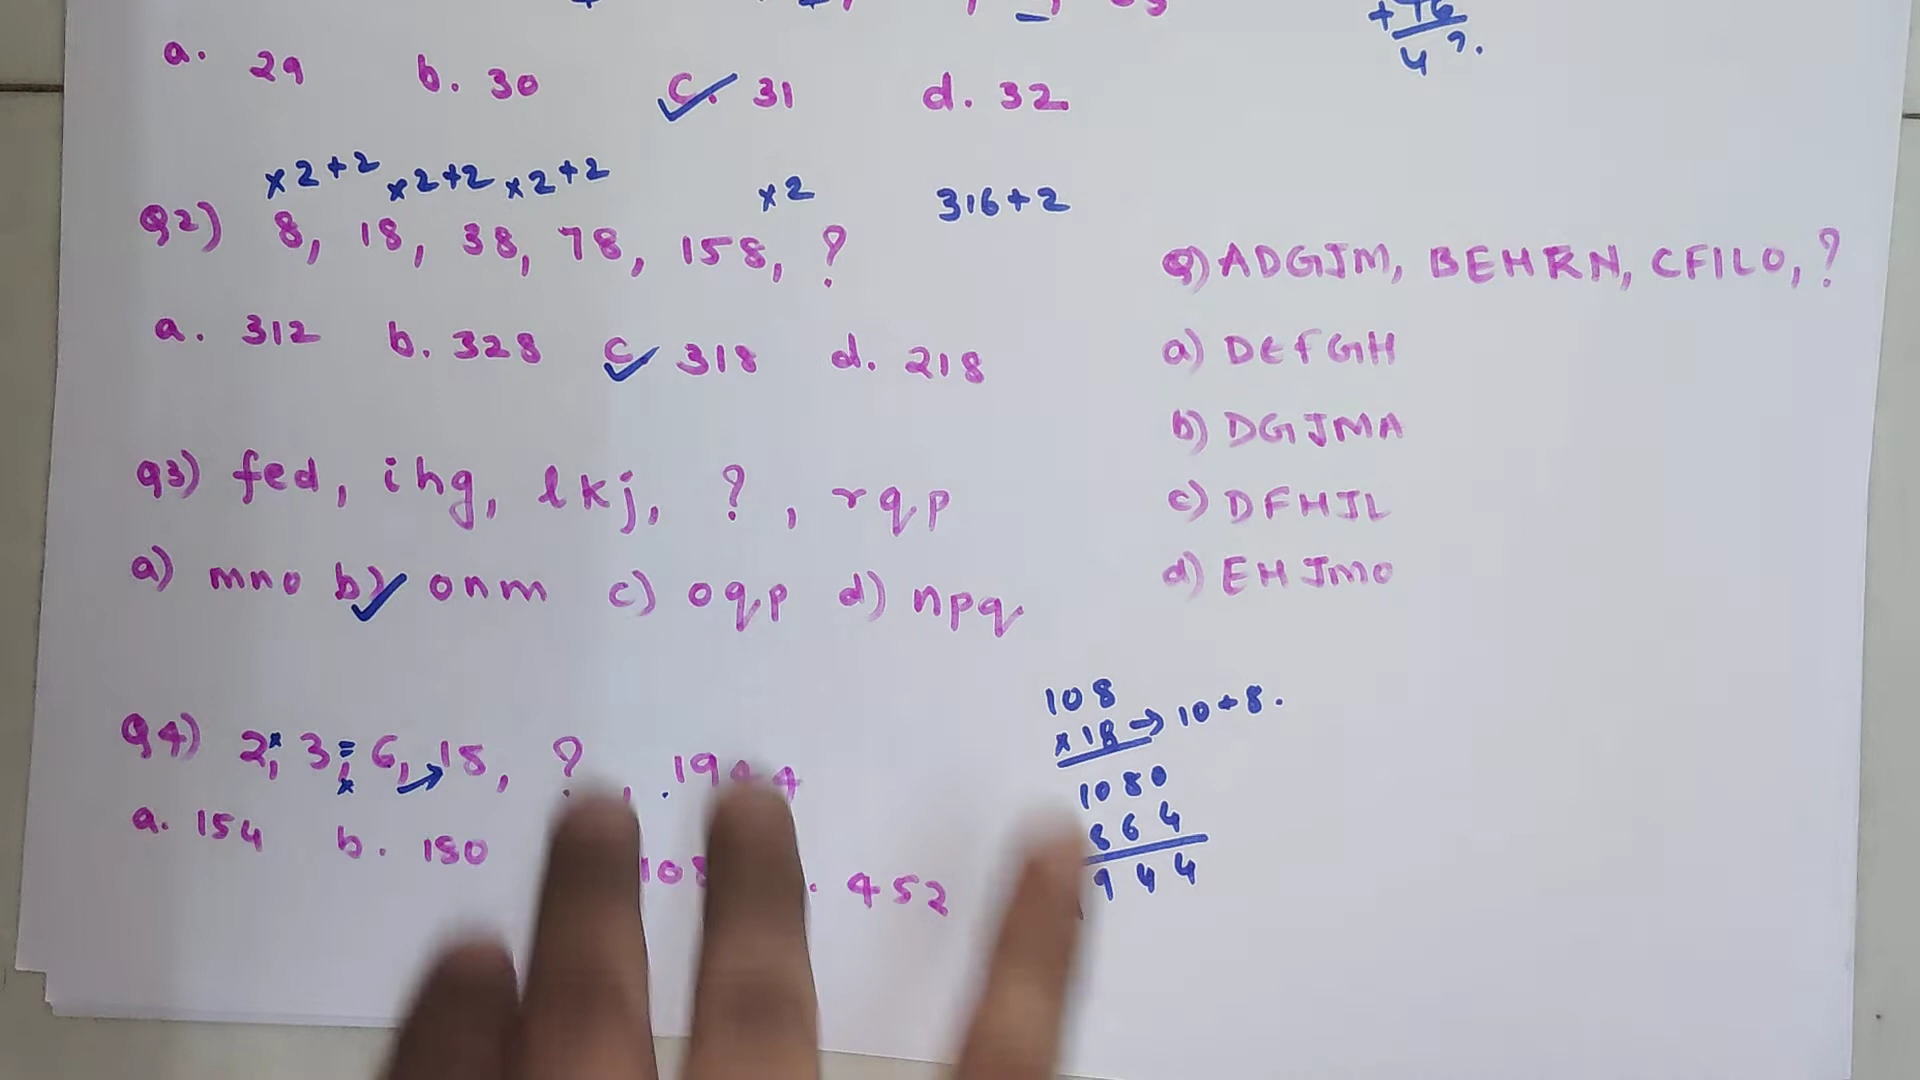 a. 29 b. 30 c. 31 d. 32
4 ?.
×2+2 ×2+2 ×2+2 ×2 316+2
Q2) 8, 18, 38, 78, 158, ?
a. 312 b. 328 c 318 d. 218
Q3) fed, ihg, lkj, ?, rqp
a) mno b) onm c) oqp d) npq
Q4) 2, × 3, = 6, 18, ?
×
a. 154 b. 180 108 . 452
Q) ADGJM, BEHKN, CFILO, ?
a) DEFGH
b) DGJMA
c) DFHJL
d) EHJMO
108
×18 → 10+8.
1080
864
944